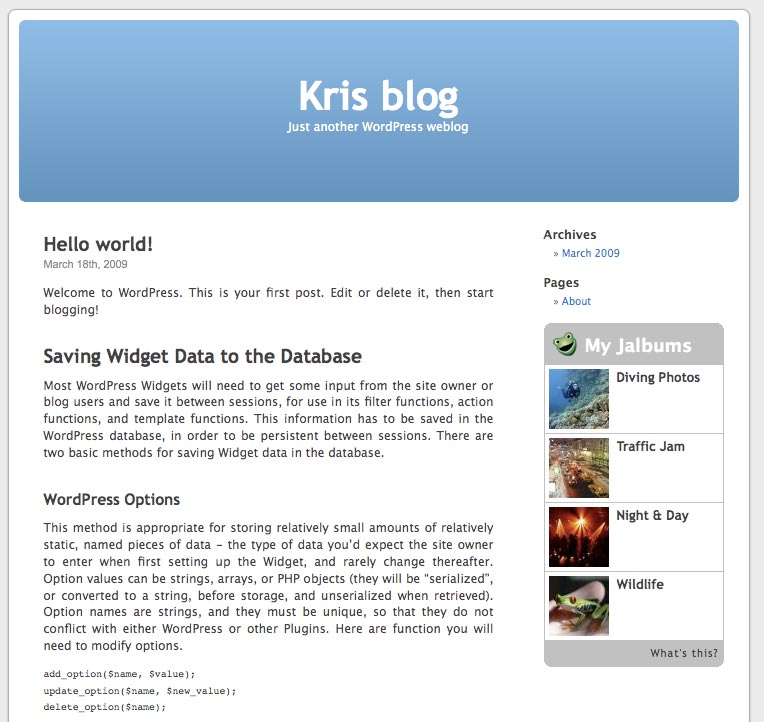 Kris blog
Just another WordPress weblog
Hello world!
March 18th, 2009
Welcome to WordPress. This is your first post. Edit or delete it, then start
blogging!
Saving Widget Data to the Database
Most WordPress Widgets will need to get some input from the site owner or
blog users and save it between sessions, for use in its filter functions, action
functions, and template functions. This information has to be saved in the
WordPress database, in order to be persistent between sessions. There are
two basic methods for saving Widget data in the database.
WordPress Options
This method is appropriate for storing relatively small amounts of relatively
static, named pieces of data – the type of data you'd expect the site owner
to enter when first setting up the Widget, and rarely change thereafter.
Option values can be strings, arrays, or PHP objects (they will be "serialized",
or converted to a string, before storage, and unserialized when retrieved).
Option names are strings, and they must be unique, so that they do not
conflict with either WordPress or other Plugins. Here are function you will
need to modify options.
add_option($name, $value);
update_option($name, $new_value);
delete_option($name);
Archives
» March 2009
Pages
» About
My Jalbums
Diving Photos
Traffic Jam
Night & Day
Wildlife
What's this?